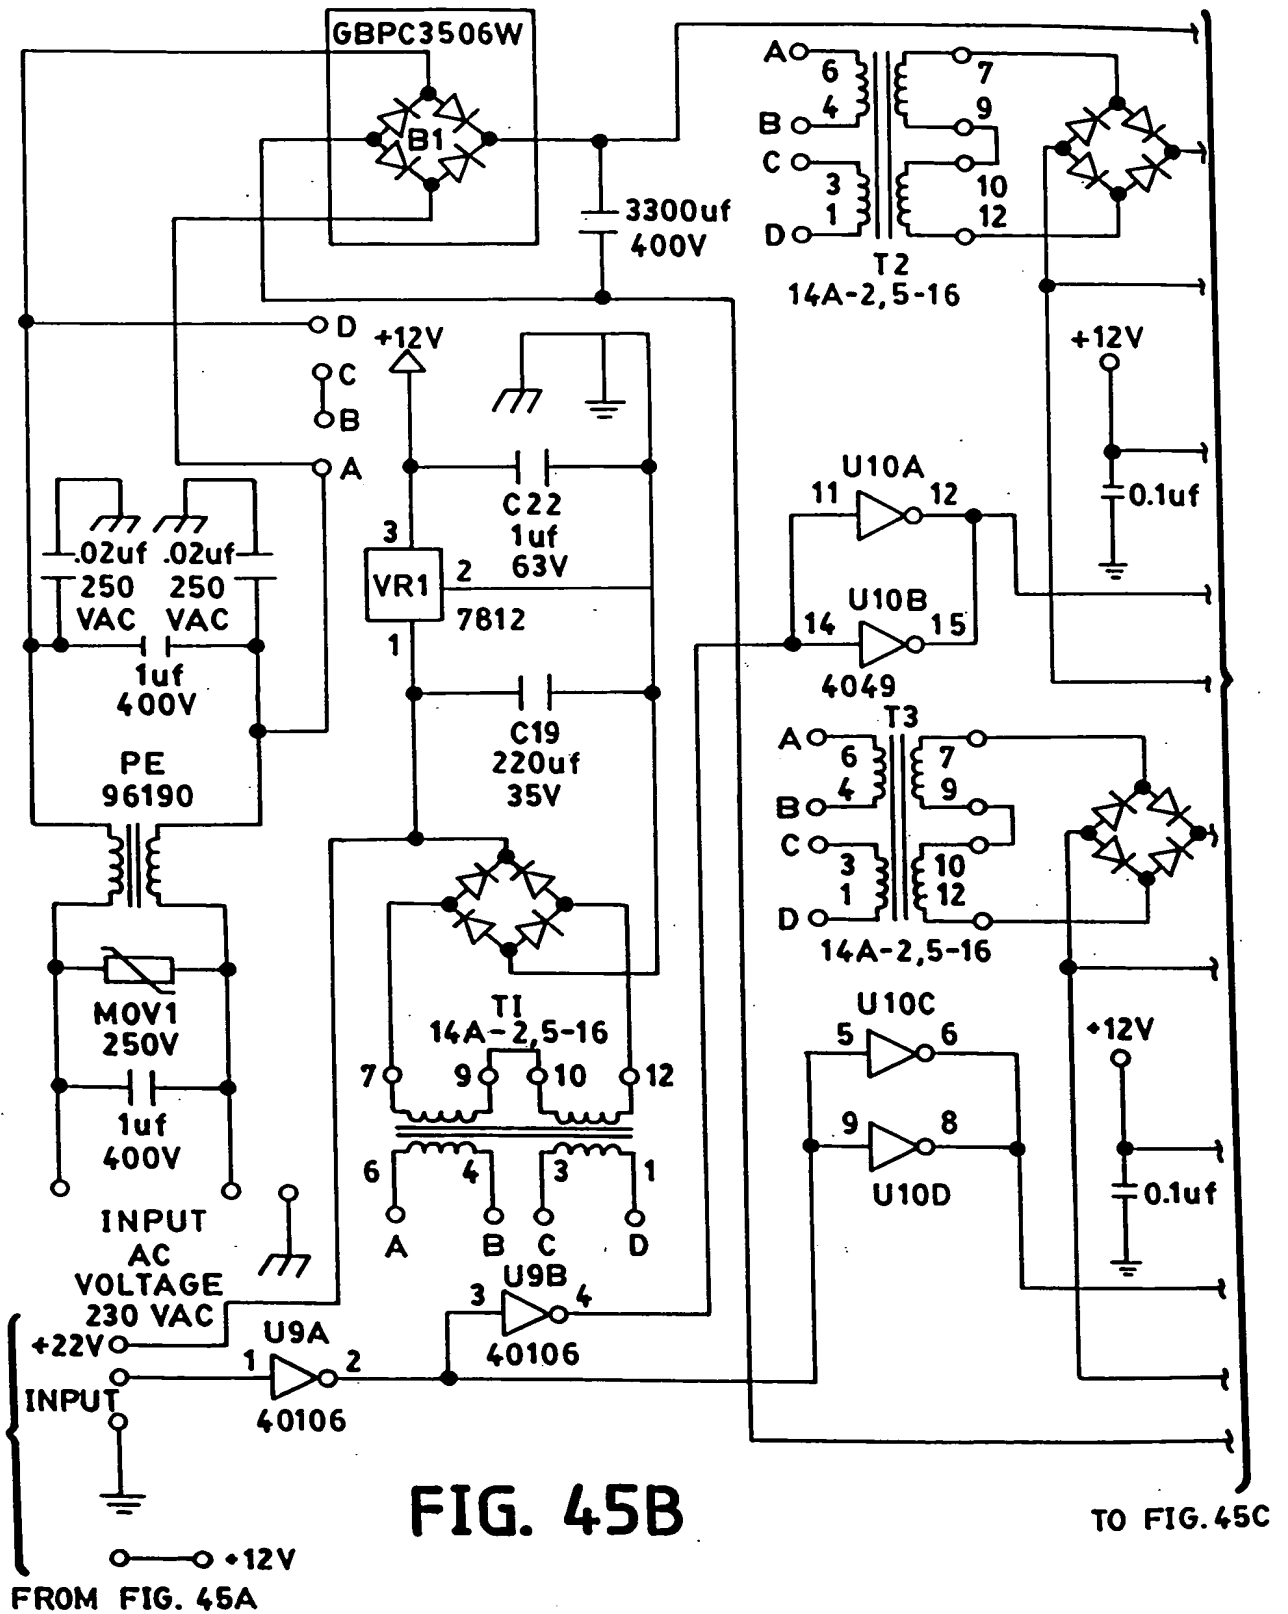 GBPC3506W
B1
3300uf
400V
A
6
4
B
C
3
1
D
7
9
10
12
T2
14A-2,5-16
D
C
B
A
+12V
C22
1uf
63V
3
VR1
2
7812
1
C19
220uf
35V
.02uf
250
VAC
.02uf
250
VAC
1uf
400V
PE
96190
MOV1
250V
1uf
400V
INPUT
AC
VOLTAGE
230 VAC
+12V
0.1uf
U10A
11
12
U10B
14
15
4049
T3
A
6
4
B
C
3
1
D
7
9
10
12
14A-2,5-16
U10C
5
6
9
8
U10D
+12V
0.1uf
T1
14A-2,5-16
7
9
10
12
6
4
3
1
A
B
C
D
U9B
3
4
40106
+22V
U9A
1
2
INPUT
40106
+12V
FROM FIG. 45A
FIG. 45B
TO FIG. 45C